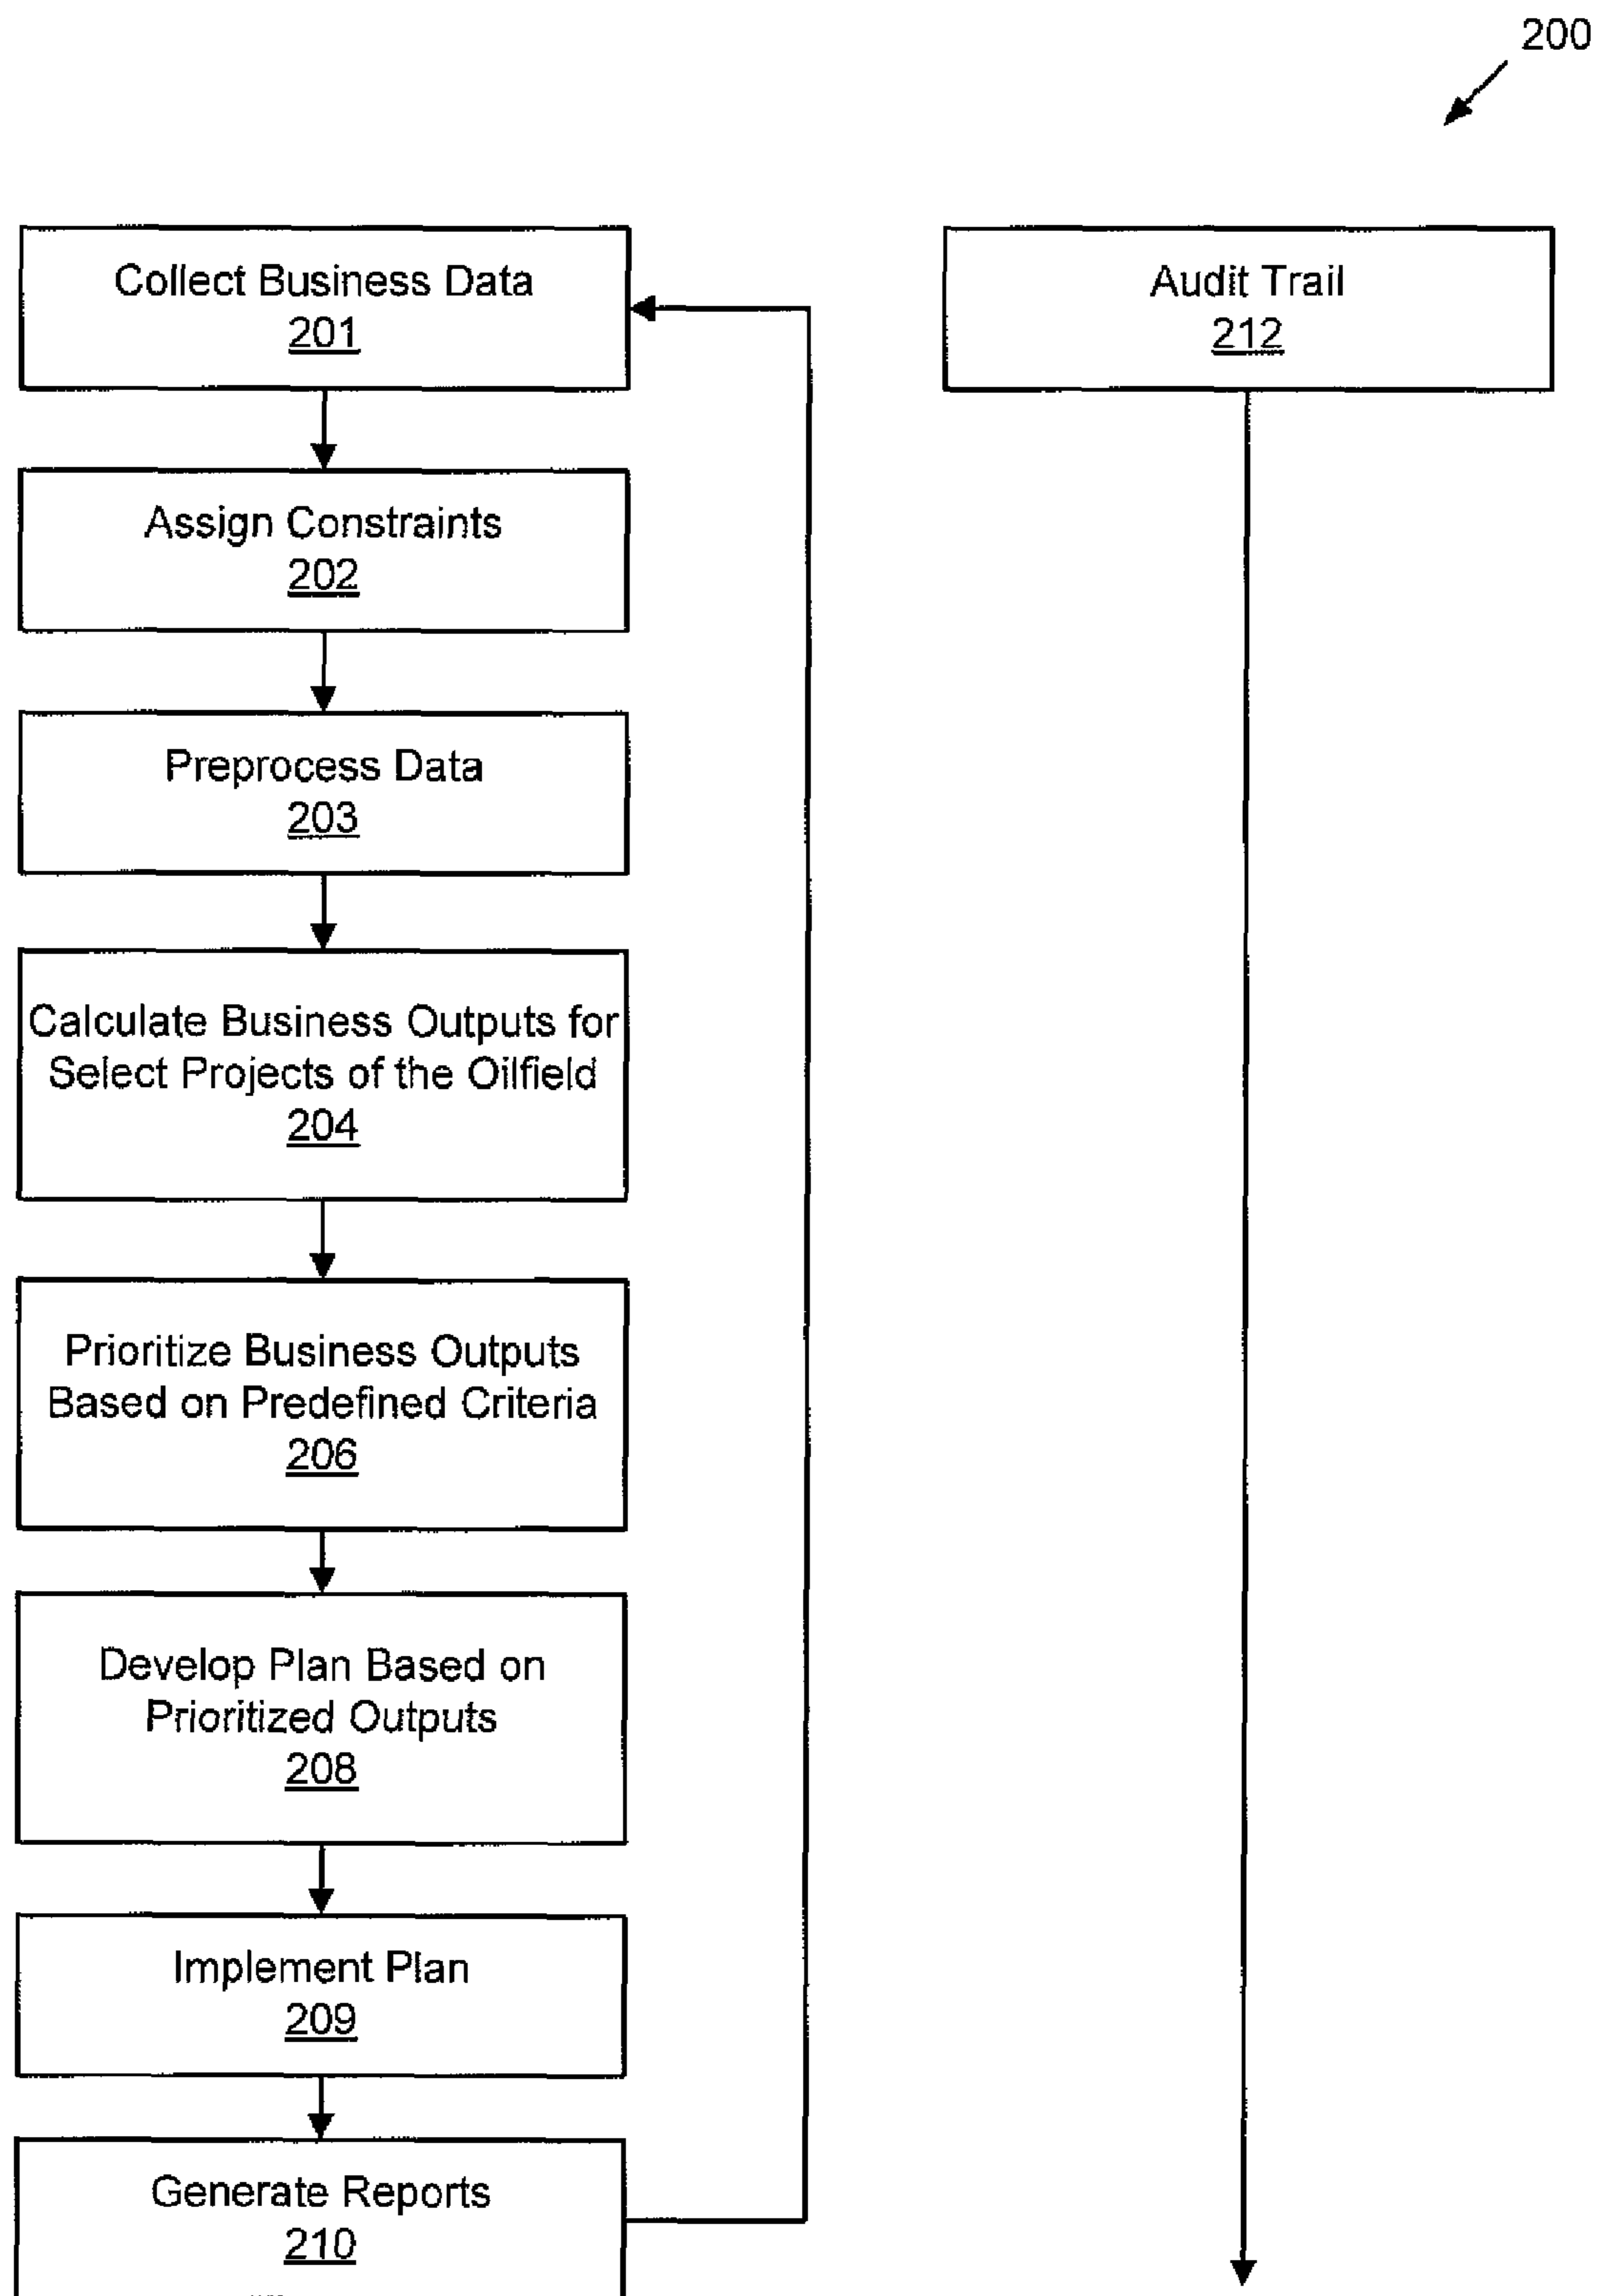 200
Collect Business Data
201
Audit Trail
212
Assign Constraints
202
Preprocess Data
203
Calculate Business Outputs for
Select Projects of the Oilfield
204
Prioritize Business Outputs
Based on Predefined Criteria
206
Develop Plan Based on
Prioritized Outputs
208
Implement Plan
209
Generate Reports
210